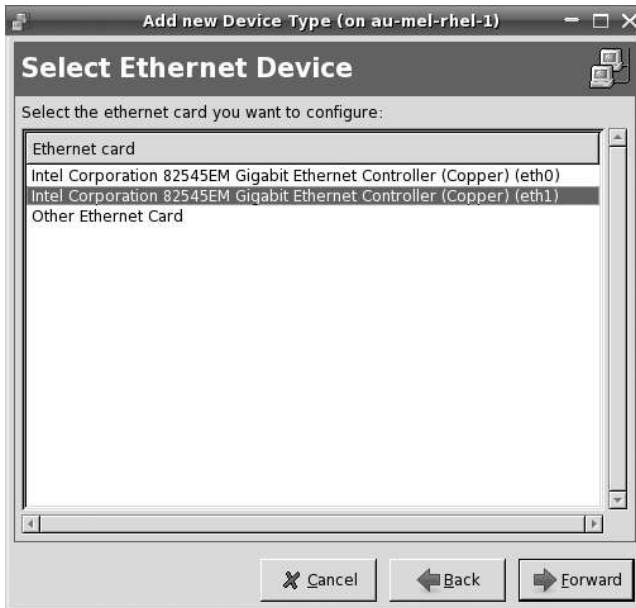 Add new Device Type (on au-mel-rhel-1)
Select Ethernet Device
Select the ethernet card you want to configure:
Ethernet card
Intel Corporation 82545EM Gigabit Ethernet Controller (Copper) (eth0)
Intel Corporation 82545EM Gigabit Ethernet Controller (Copper) (eth1)
Other Ethernet Card
Cancel
Back
Forward